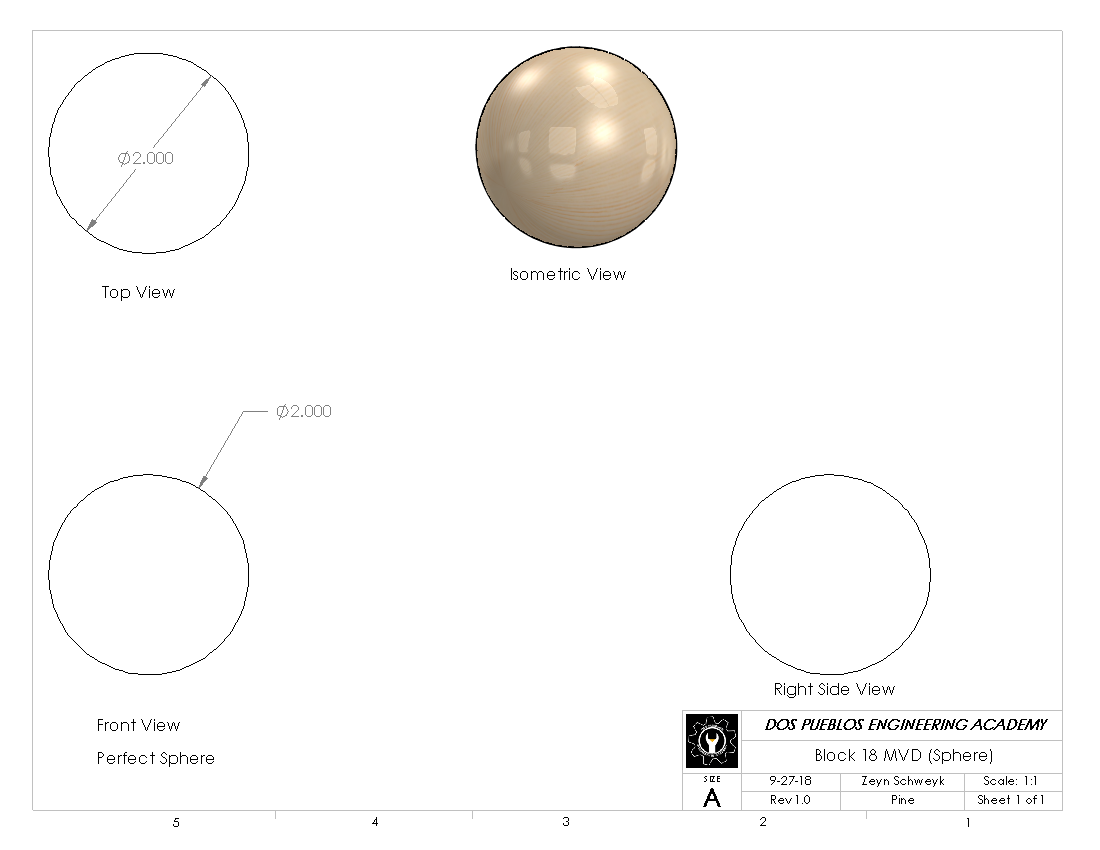 Ø2.000
Top View
Isometric View
Ø2.000
Front View
Perfect Sphere
Right Side View
DOS PUEBLOS ENGINEERING ACADEMY
Block 18 MVD (Sphere)
SIZE
A
9-27-18
Zeyn Schweyk
Scale: 1:1
Rev1.0
Pine
Sheet 1 of 1
5
4
3
2
1